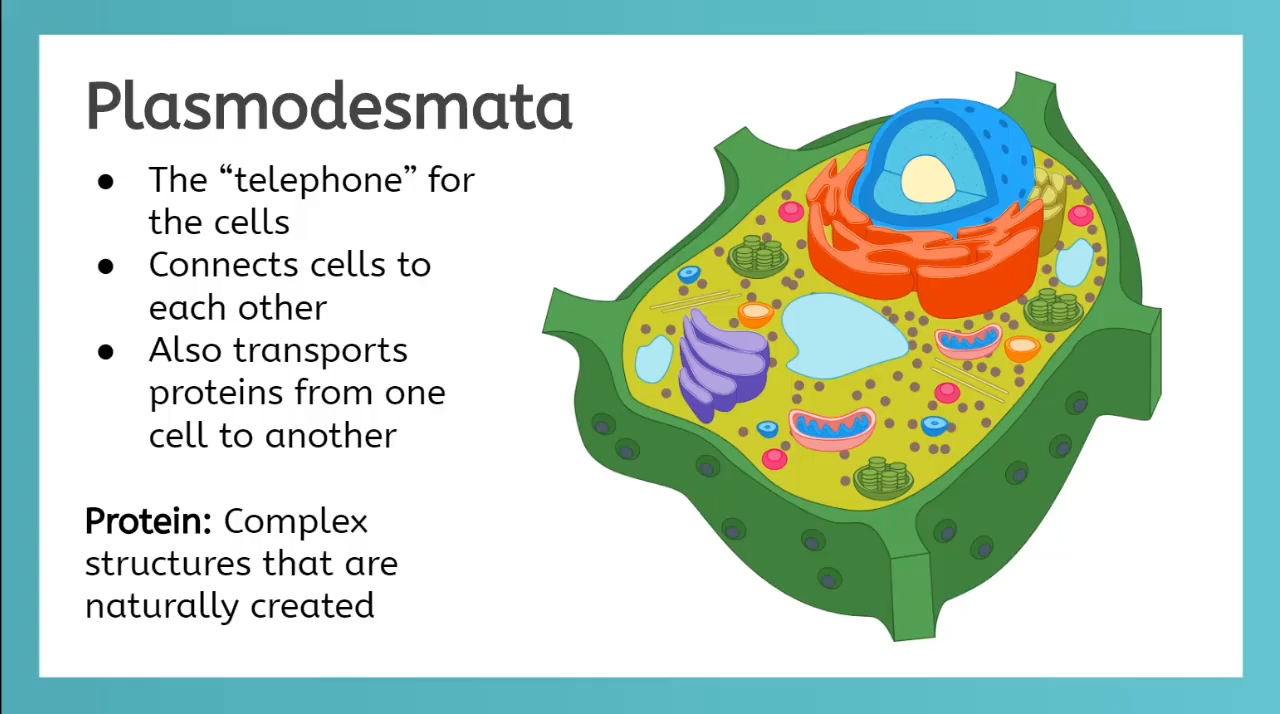 Plasmodesmata
● The “telephone” for
the cells
● Connects cells to
each other
● Also transports
proteins from one
cell to another
Protein: Complex
structures that are
naturally created